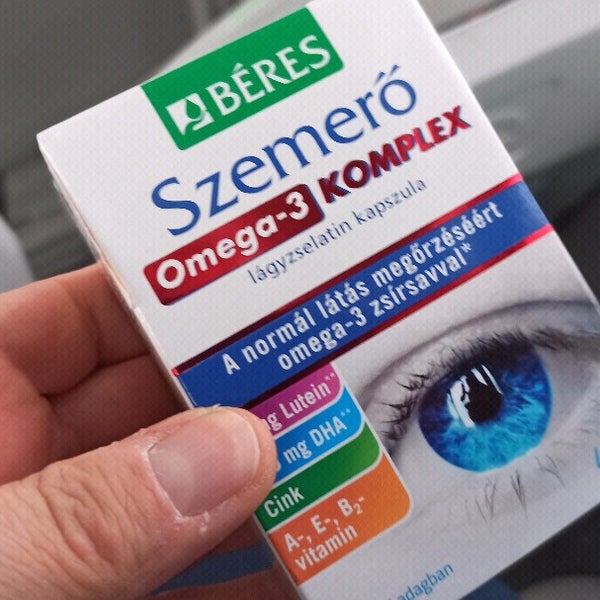 BÉRES
Szemerő
Omega-3 KOMPLEX
lágyzselatin kapszula
A normál látás megőrzéséért
omega-3 zsírsavval*
Lutein**
mg DHA**
Cink
A-, E-, B₂-
vitamin